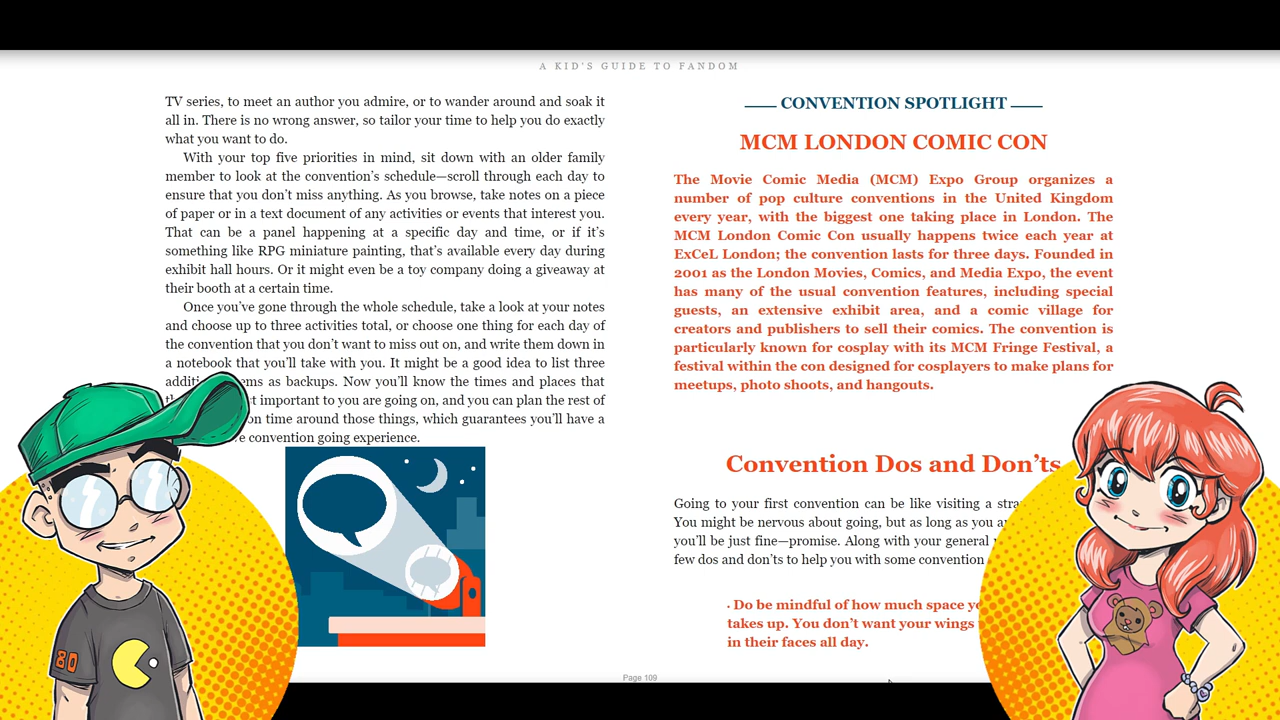 A KID'S GUIDE TO FANDOM
TV series, to meet an author you admire, or to wander around and soak it
all in. There is no wrong answer, so tailor your time to help you do exactly
what you want to do.
With your top five priorities in mind, sit down with an older family
member to look at the convention's schedule—scroll through each day to
ensure that you don't miss anything. As you browse, take notes on a piece
of paper or in a text document of any activities or events that interest you.
That can be a panel happening at a specific day and time, or if it's
something like RPG miniature painting, that's available every day during
exhibit hall hours. Or it might even be a toy company doing a giveaway at
their booth at a certain time.
Once you've gone through the whole schedule, take a look at your notes
and choose up to three activities total, or choose one thing for each day of
the convention that you don't want to miss out on, and write them down in
a notebook that you'll take with you. It might be a good idea to list three
as backups. Now you'll know the times and places that
important to you are going on, and you can plan the rest of
time around those things, which guarantees you'll have a
convention going experience.
CONVENTION SPOTLIGHT
MCM LONDON COMIC CON
The Movie Comic Media (MCM) Expo Group organizes a
number of pop culture conventions in the United Kingdom
every year, with the biggest one taking place in London. The
MCM London Comic Con usually happens twice each year at
ExCeL London; the convention lasts for three days. Founded in
2001 as the London Movies, Comics, and Media Expo, the event
has many of the usual convention features, including special
guests, an extensive exhibit area, and a comic village for
creators and publishers to sell their comics. The convention is
particularly known for cosplay with its MCM Fringe Festival, a
festival within the con designed for cosplayers to make plans for
meetups, photo shoots, and hangouts.
Convention Dos and Don'ts
Going to your first convention can be like visiting a
You might be nervous about going, but as long as you
you'll be just fine—promise. Along with your general
few dos and don'ts to help you with some convention
· Do be mindful of how much space
takes up. You don't want your wings
in their faces all day.
80
Page 109